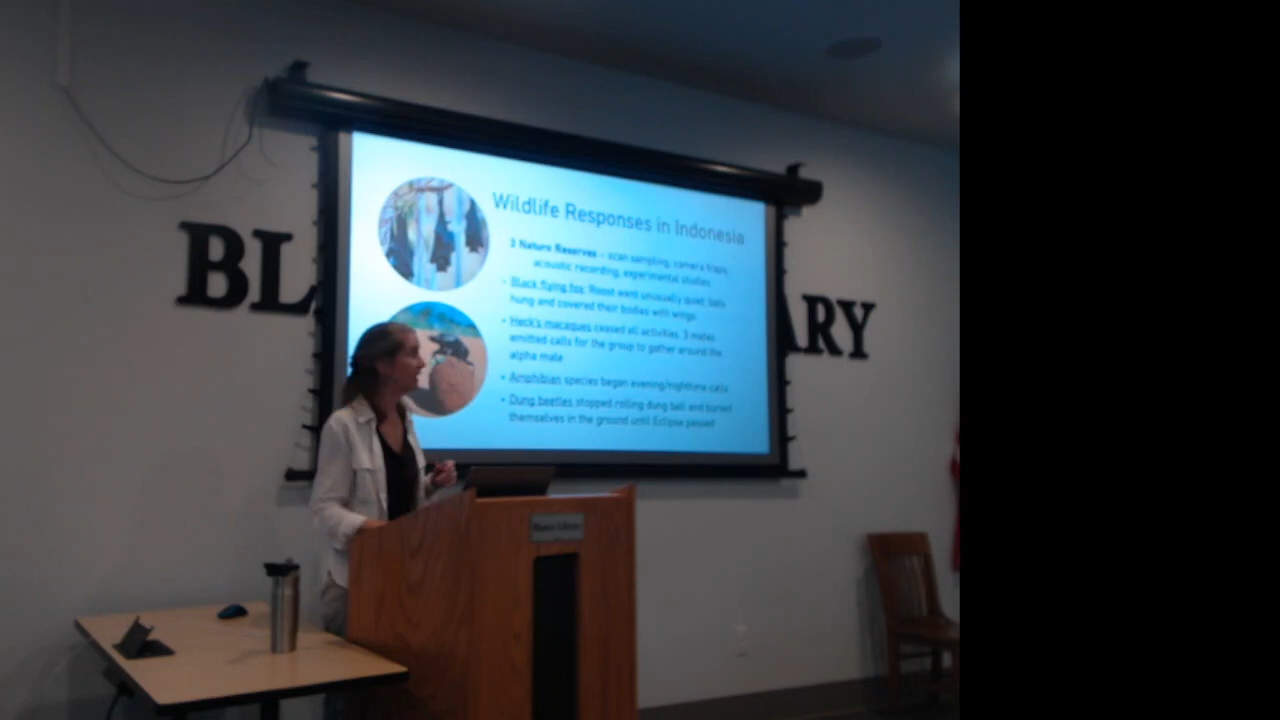 Wildlife Responses in Indonesia
3 Nature Reserves - scan sampling, camera traps,
acoustic recording, experimental studies
• Black flying fox: Roost went unusually quiet, bats
hung and covered their bodies with wings
• Heck's macaques ceased all activities, 3 males
emitted calls for the group to gather around the
alpha male
• Amphibian species began evening/nighttime calls
• Dung beetles stopped rolling dung ball and buried
themselves in the ground until Eclipse passed
BL
ARY